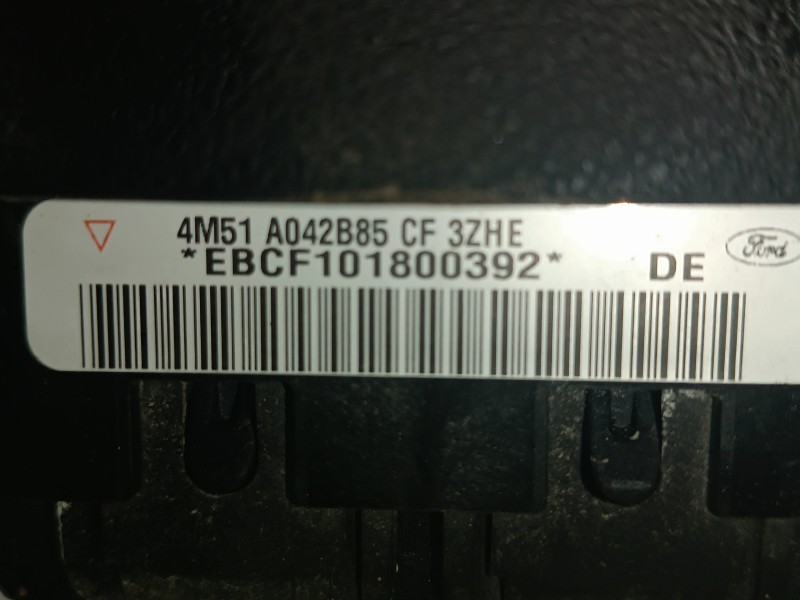 4M51 A042B85 CF 3ZHE
*EBCF101800392*
DE
Ford